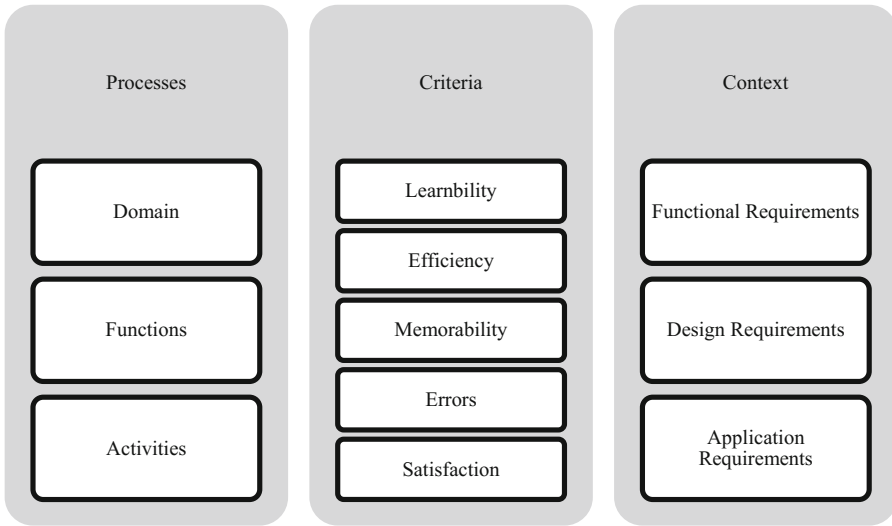 Processes
Domain
Functions
Activities
Criteria
Learnbility
Efficiency
Memorability
Errors
Satisfaction
Context
Functional Requirements
Design Requirements
Application
Requirements